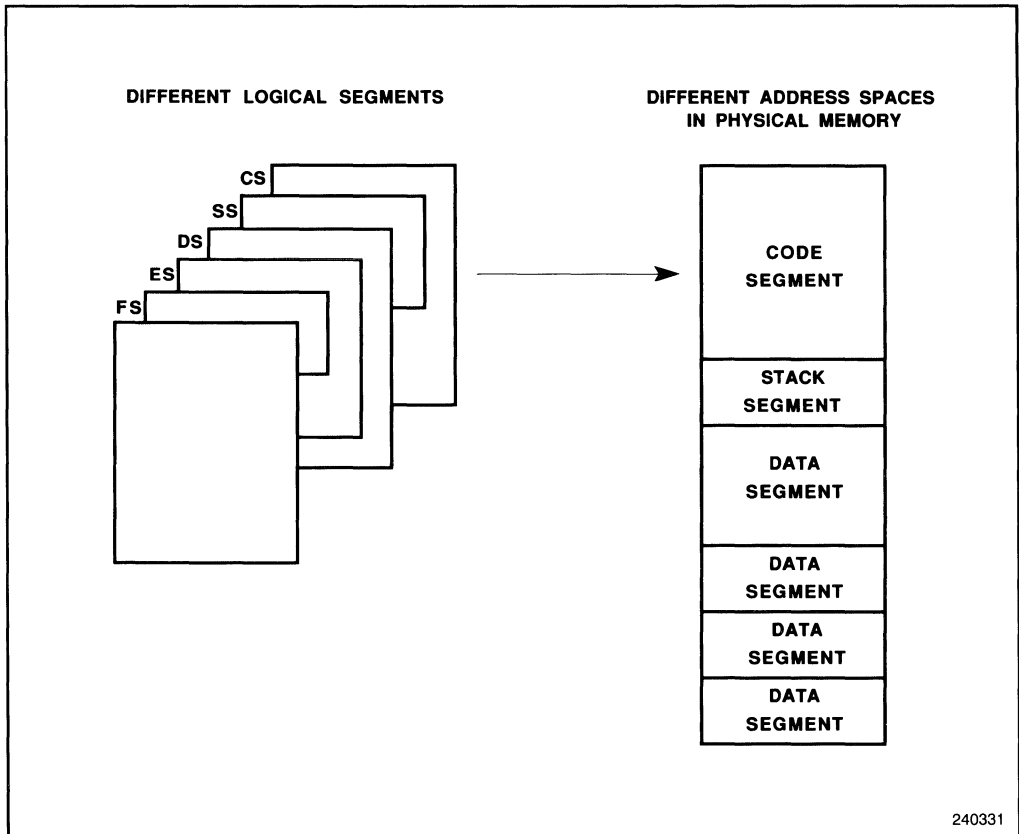 DIFFERENT LOGICAL SEGMENTS
CS
SS
DS
ES
FS
DIFFERENT ADDRESS SPACES
IN PHYSICAL MEMORY
CODE
SEGMENT
STACK
SEGMENT
DATA
SEGMENT
DATA
SEGMENT
DATA
SEGMENT
DATA
SEGMENT
240331